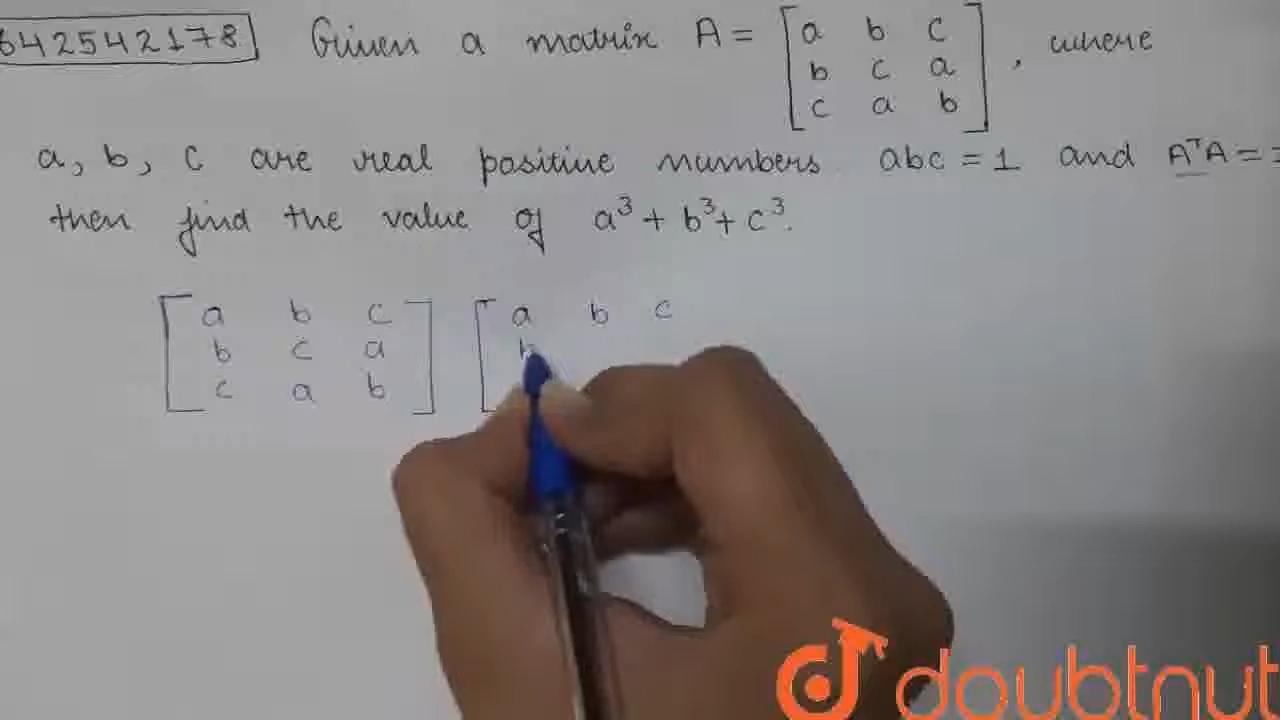 642542178 Given a matrix A = [a b c
b c a
c a b], where
a, b, c are real positive numbers abc = 1 and AᵀA =
then find the value of a³ + b³ + c³.
[a b c
b c a
c a b] [a b c
b
doubtnut